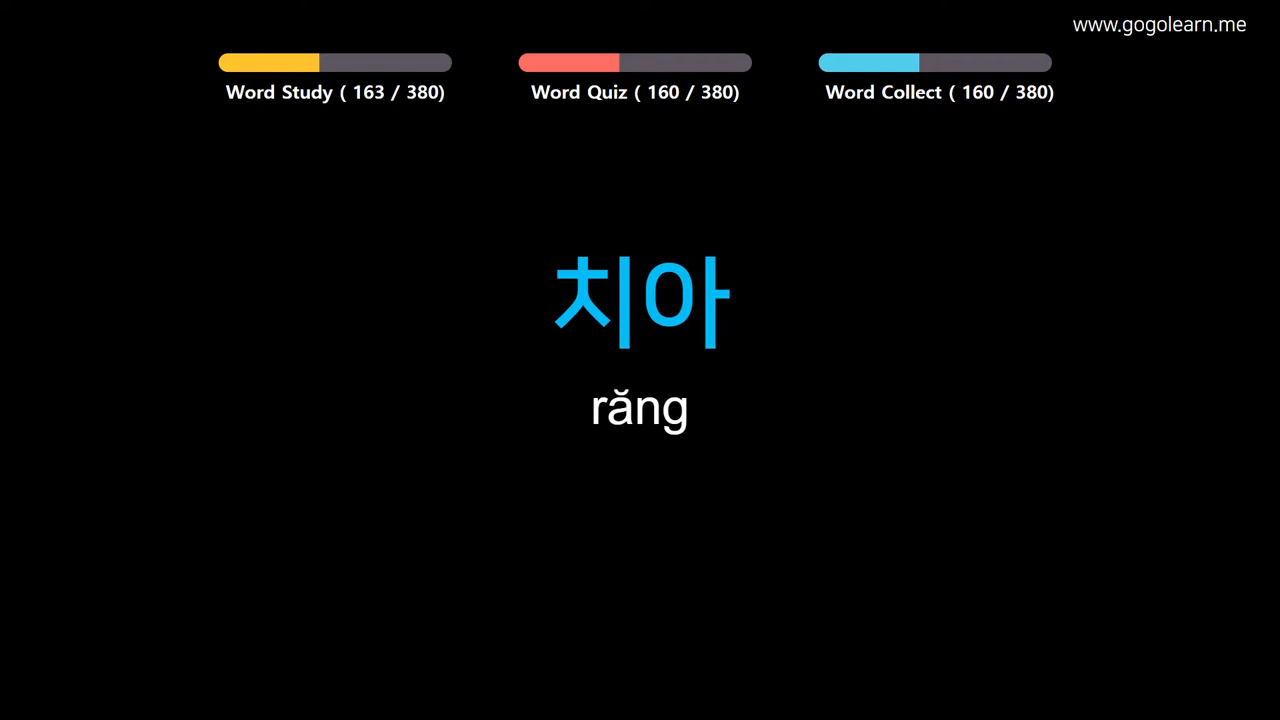 www.gogolearn.me
Word Study ( 163 / 380)
Word Quiz ( 160 / 380)
Word Collect ( 160 / 380)
치아
răng